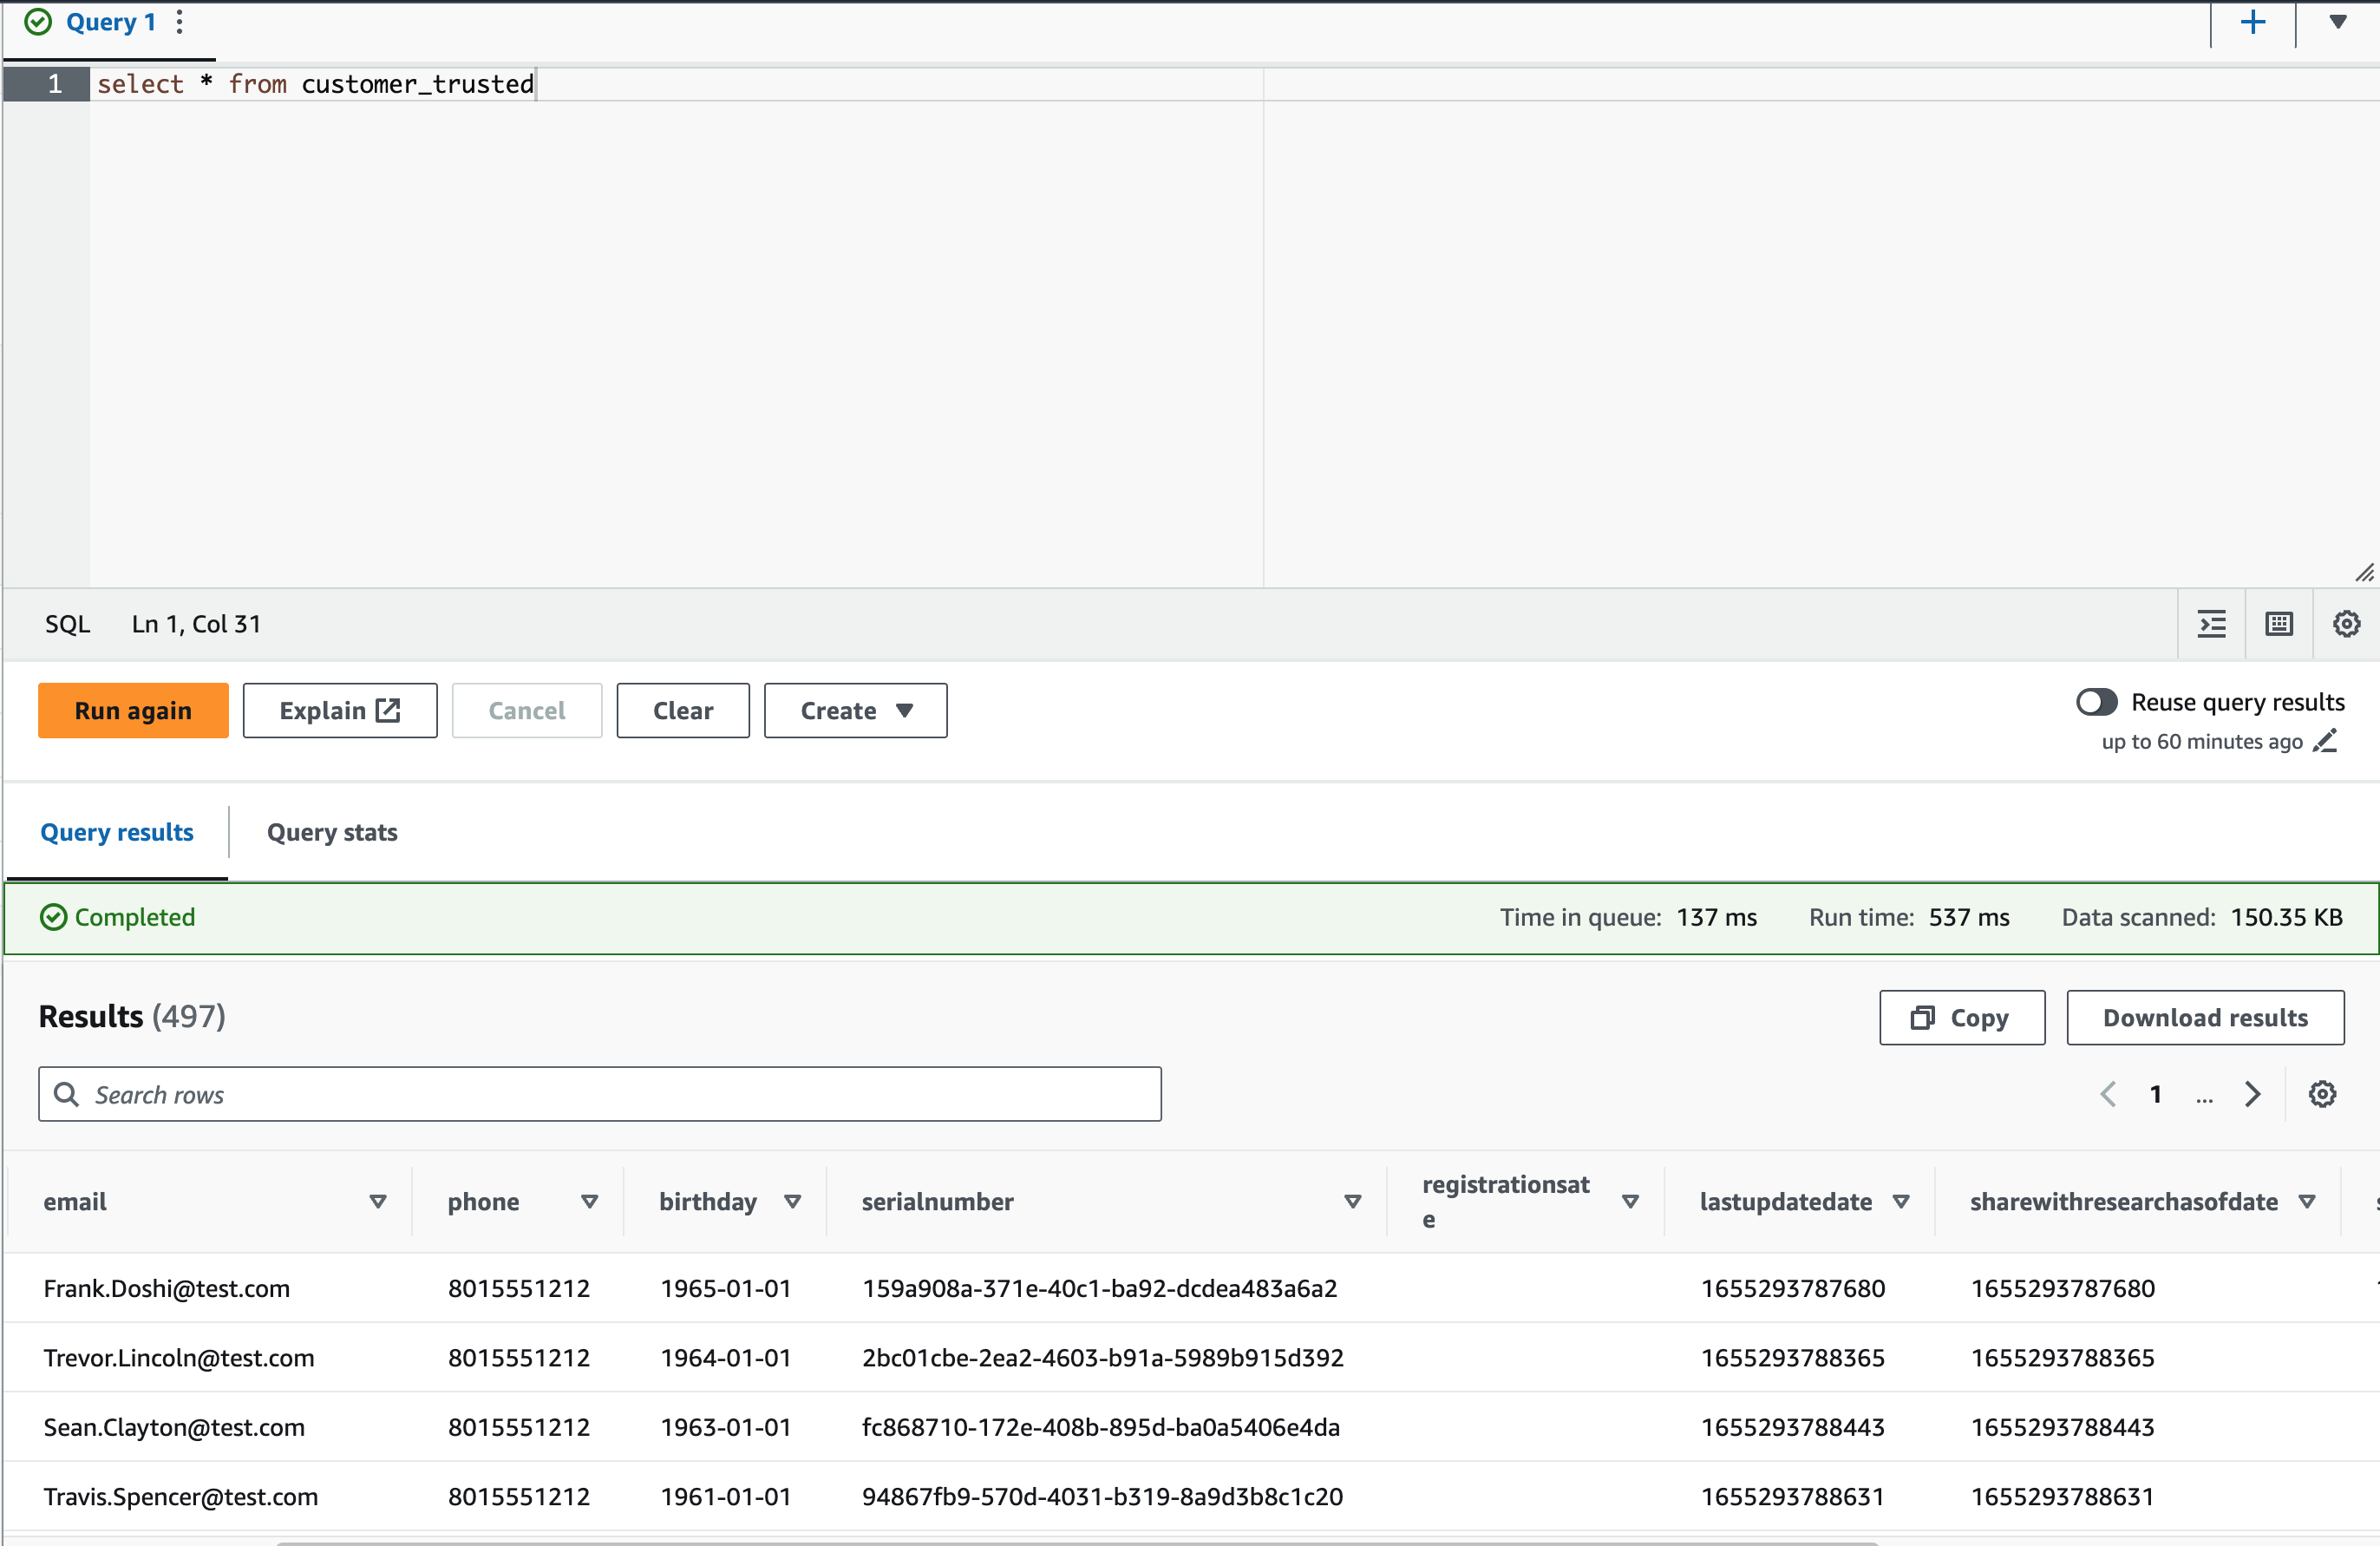 Query 1
1 select * from customer_trusted
SQL Ln 1, Col 31
Run again Explain Cancel Clear Create
Reuse query results
up to 60 minutes ago
Query results Query stats
Completed Time in queue: 137 ms Run time: 537 ms Data scanned: 150.35 KB
Results (497) Copy Download results
Search rows 1 ...
email phone birthday serialnumber registrationsate lastupdatedate sharewithresearchasofdate
Frank.Doshi@test.com 8015551212 1965-01-01 159a908a-371e-40c1-ba92-dcdea483a6a2 1655293787680 1655293787680
Trevor.Lincoln@test.com 8015551212 1964-01-01 2bc01cbe-2ea2-4603-b91a-5989b915d392 1655293788365 1655293788365
Sean.Clayton@test.com 8015551212 1963-01-01 fc868710-172e-408b-895d-ba0a5406e4da 1655293788443 1655293788443
Travis.Spencer@test.com 8015551212 1961-01-01 94867fb9-570d-4031-b319-8a9d3b8c1c20 1655293788631 1655293788631